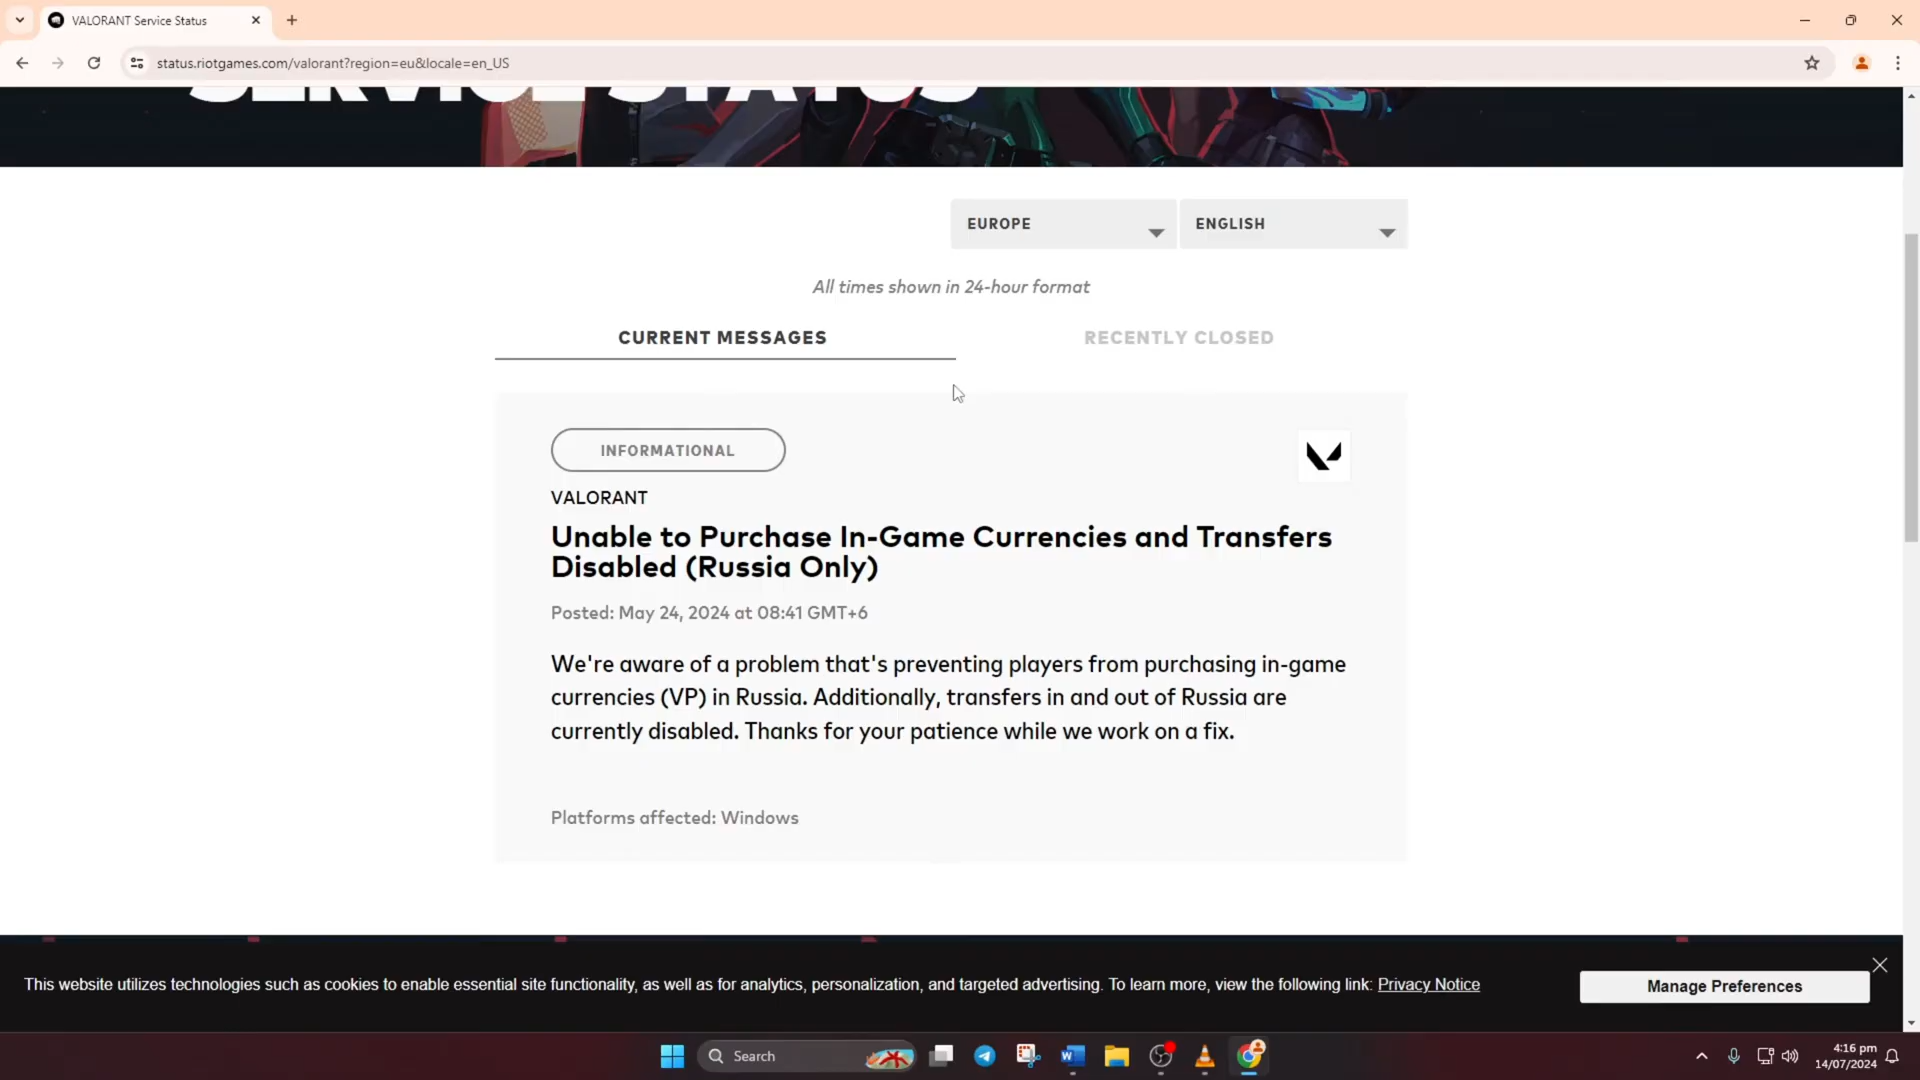 VALORANT Service Status
status.riotgames.com/valorant?region=eu&locale=en_US
SERVICE STATUS
EUROPE
ENGLISH
All times shown in 24-hour format
CURRENT MESSAGES
RECENTLY CLOSED
INFORMATIONAL
VALORANT
Unable to Purchase In-Game Currencies and Transfers
Disabled (Russia Only)
Posted: May 24, 2024 at 08:41 GMT+6
We're aware of a problem that's preventing players from purchasing in-game
currencies (VP) in Russia. Additionally, transfers in and out of Russia are
currently disabled. Thanks for your patience while we work on a fix.
Platforms affected: Windows
This website utilizes technologies such as cookies to enable essential site functionality, as well as for analytics, personalization, and targeted advertising. To learn more, view the following link: Privacy Notice
Manage Preferences
Search
4:16 pm
14/07/2024